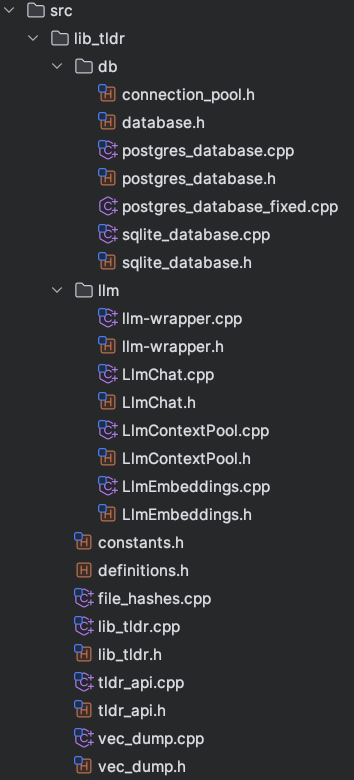 src
lib_tldr
db
connection_pool.h
database.h
postgres_database.cpp
postgres_database.h
postgres_database_fixed.cpp
sqlite_database.cpp
sqlite_database.h
llm
llm-wrapper.cpp
llm-wrapper.h
LlmChat.cpp
LlmChat.h
LlmContextPool.cpp
LlmContextPool.h
LlmEmbeddings.cpp
LlmEmbeddings.h
constants.h
definitions.h
file_hashes.cpp
lib_tldr.cpp
lib_tldr.h
tldr_api.cpp
tldr_api.h
vec_dump.cpp
vec_dump.h